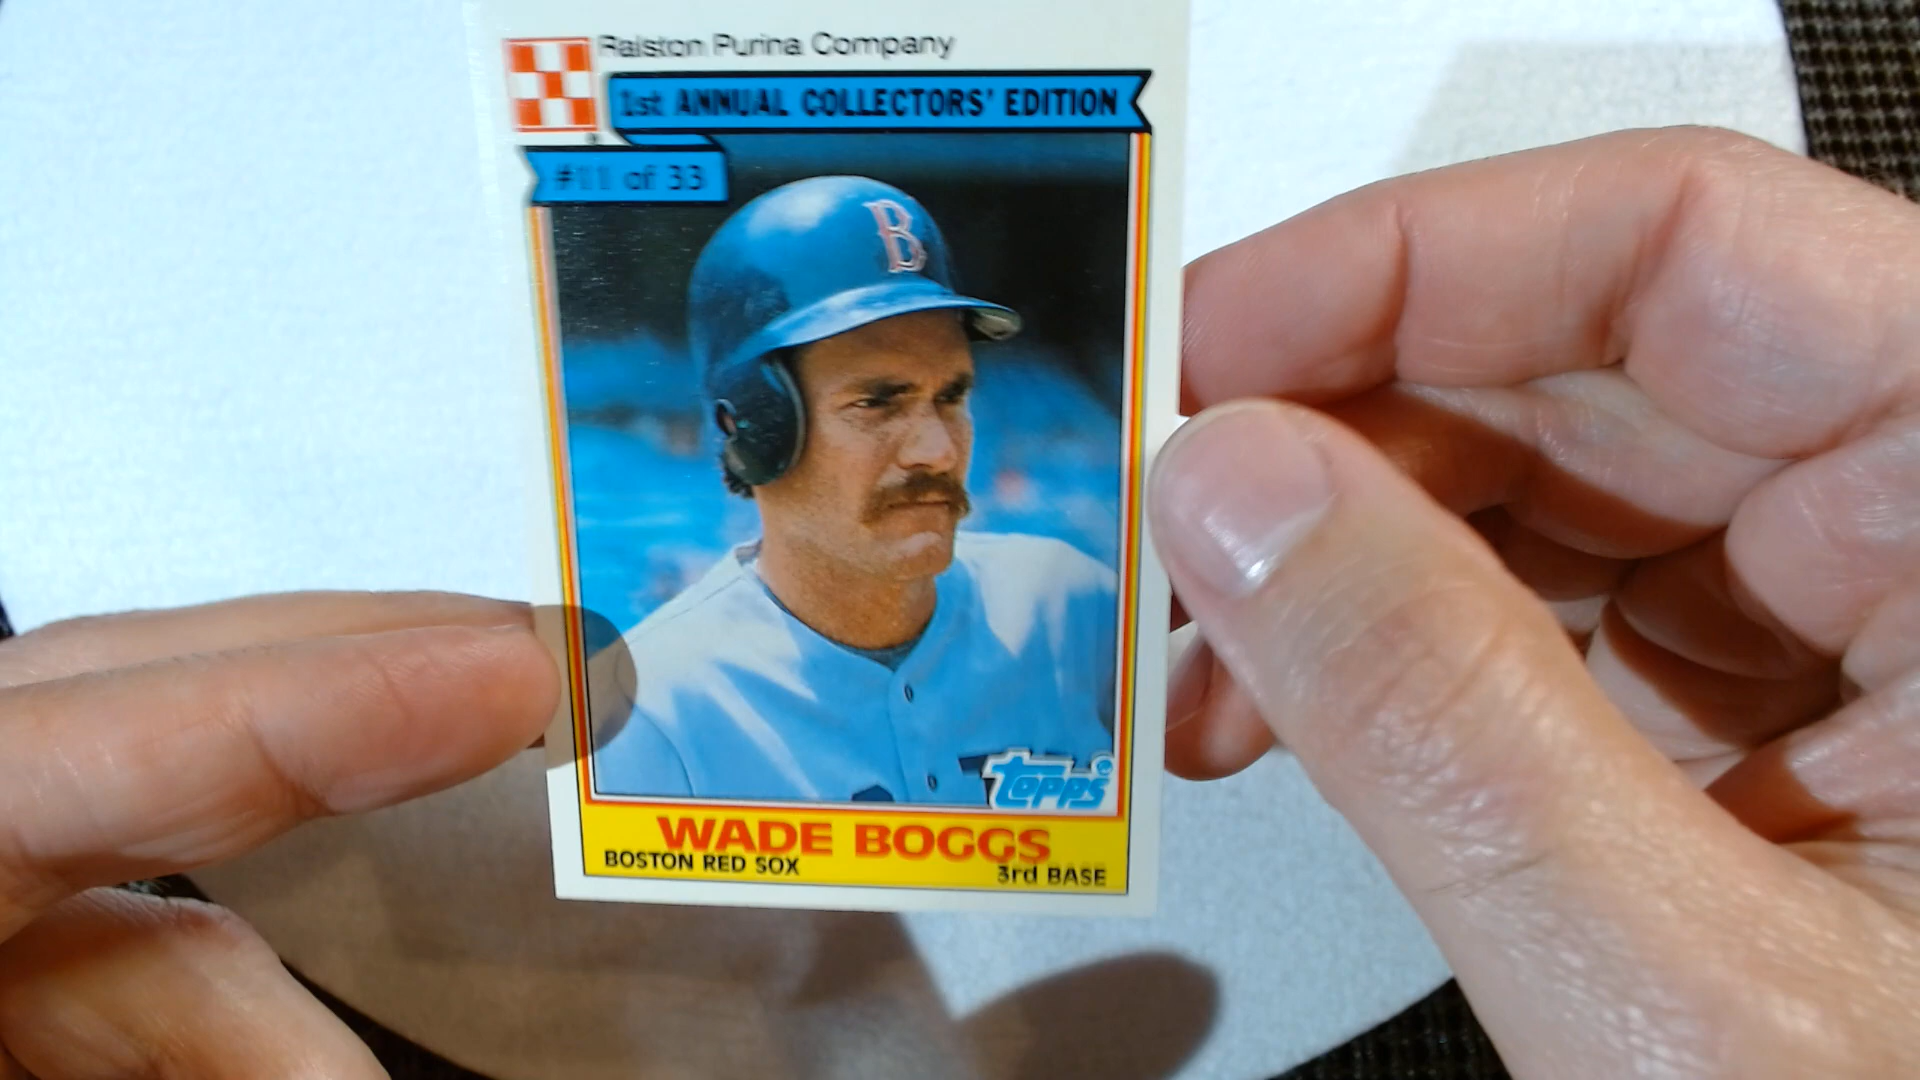 Ralston Purina Company
1st ANNUAL COLLECTORS' EDITION
#11 of 33
B
Topps
WADE BOGGS
BOSTON RED SOX
3rd BASE